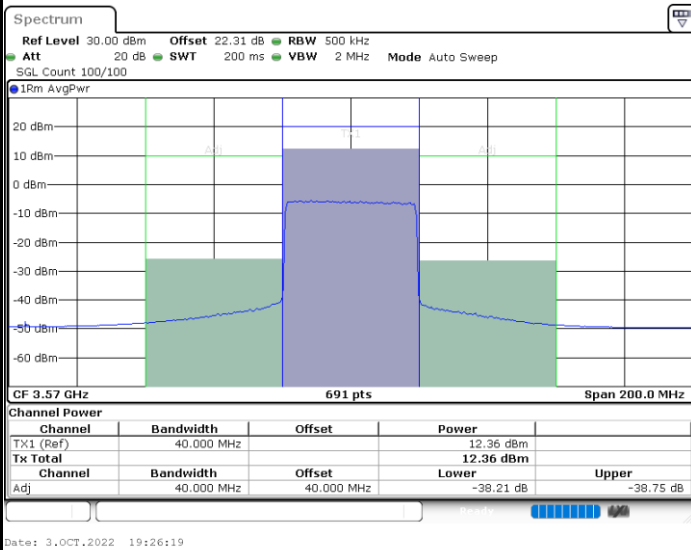 Spectrum
Ref Level 30.00 dBm Offset 22.31 dB RBW 500 kHz
Att 20 dB SWT 200 ms VBW 2 MHz Mode Auto Sweep
SGL Count 100/100
1Rm AvgPwr
20 dBm
TX1
10 dBm
Adj
Adj
0 dBm
-10 dBm
-20 dBm
-30 dBm
-40 dBm
-50 dBm
-60 dBm
CF 3.57 GHz 691 pts Span 200.0 MHz
Channel Power
Channel Bandwidth Offset Power
TX1 (Ref) 40.000 MHz 12.36 dBm
Tx Total 12.36 dBm
Channel Bandwidth Offset Lower Upper
Adj 40.000 MHz 40.000 MHz -38.21 dB -38.75 dB
Ready
Date: 3.OCT.2022 19:26:19